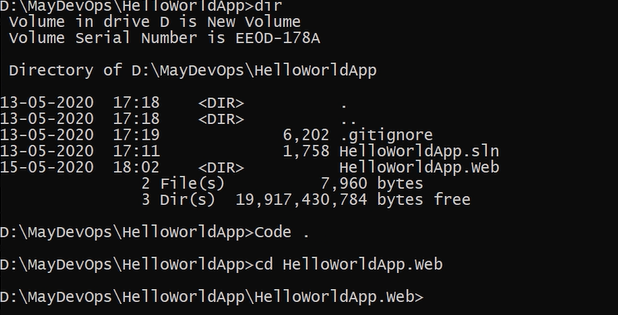 D:\MayDevOps\HelloWorldApp>dir
Volume in drive D is New Volume
Volume Serial Number is EE0D-178A
Directory of D:\MayDevOps\HelloWorldApp
13-05-2020  17:18    <DIR>          .
13-05-2020  17:18    <DIR>          ..
13-05-2020  17:19             6,202 .gitignore
13-05-2020  17:11             1,758 HelloWorldApp.sln
15-05-2020  18:02    <DIR>          HelloWorldApp.Web
2 File(s)          7,960 bytes
3 Dir(s)  19,917,430,784 bytes free
D:\MayDevOps\HelloWorldApp>Code .
D:\MayDevOps\HelloWorldApp>cd HelloWorldApp.Web
D:\MayDevOps\HelloWorldApp\HelloWorldApp.Web>